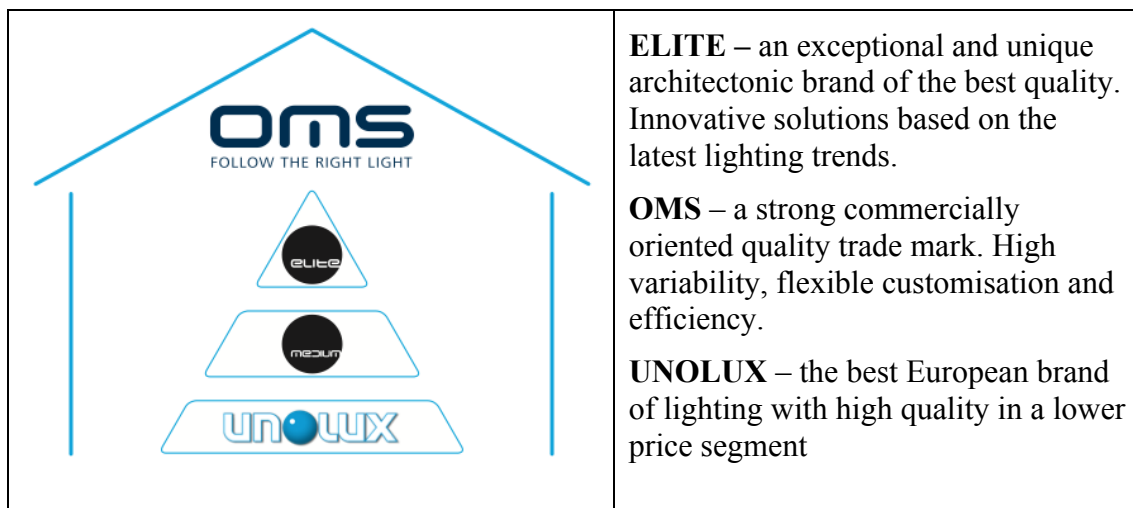 OMS
FOLLOW THE RIGHT LIGHT
eLITe
meDIUm
UNOLUX
ELITE – an exceptional and unique
architectonic brand of the best quality.
Innovative solutions based on the
latest lighting trends.
OMS – a strong commercially
oriented quality trade mark. High
variability, flexible customisation and
efficiency.
UNOLUX – the best European brand
of lighting with high quality in a lower
price segment